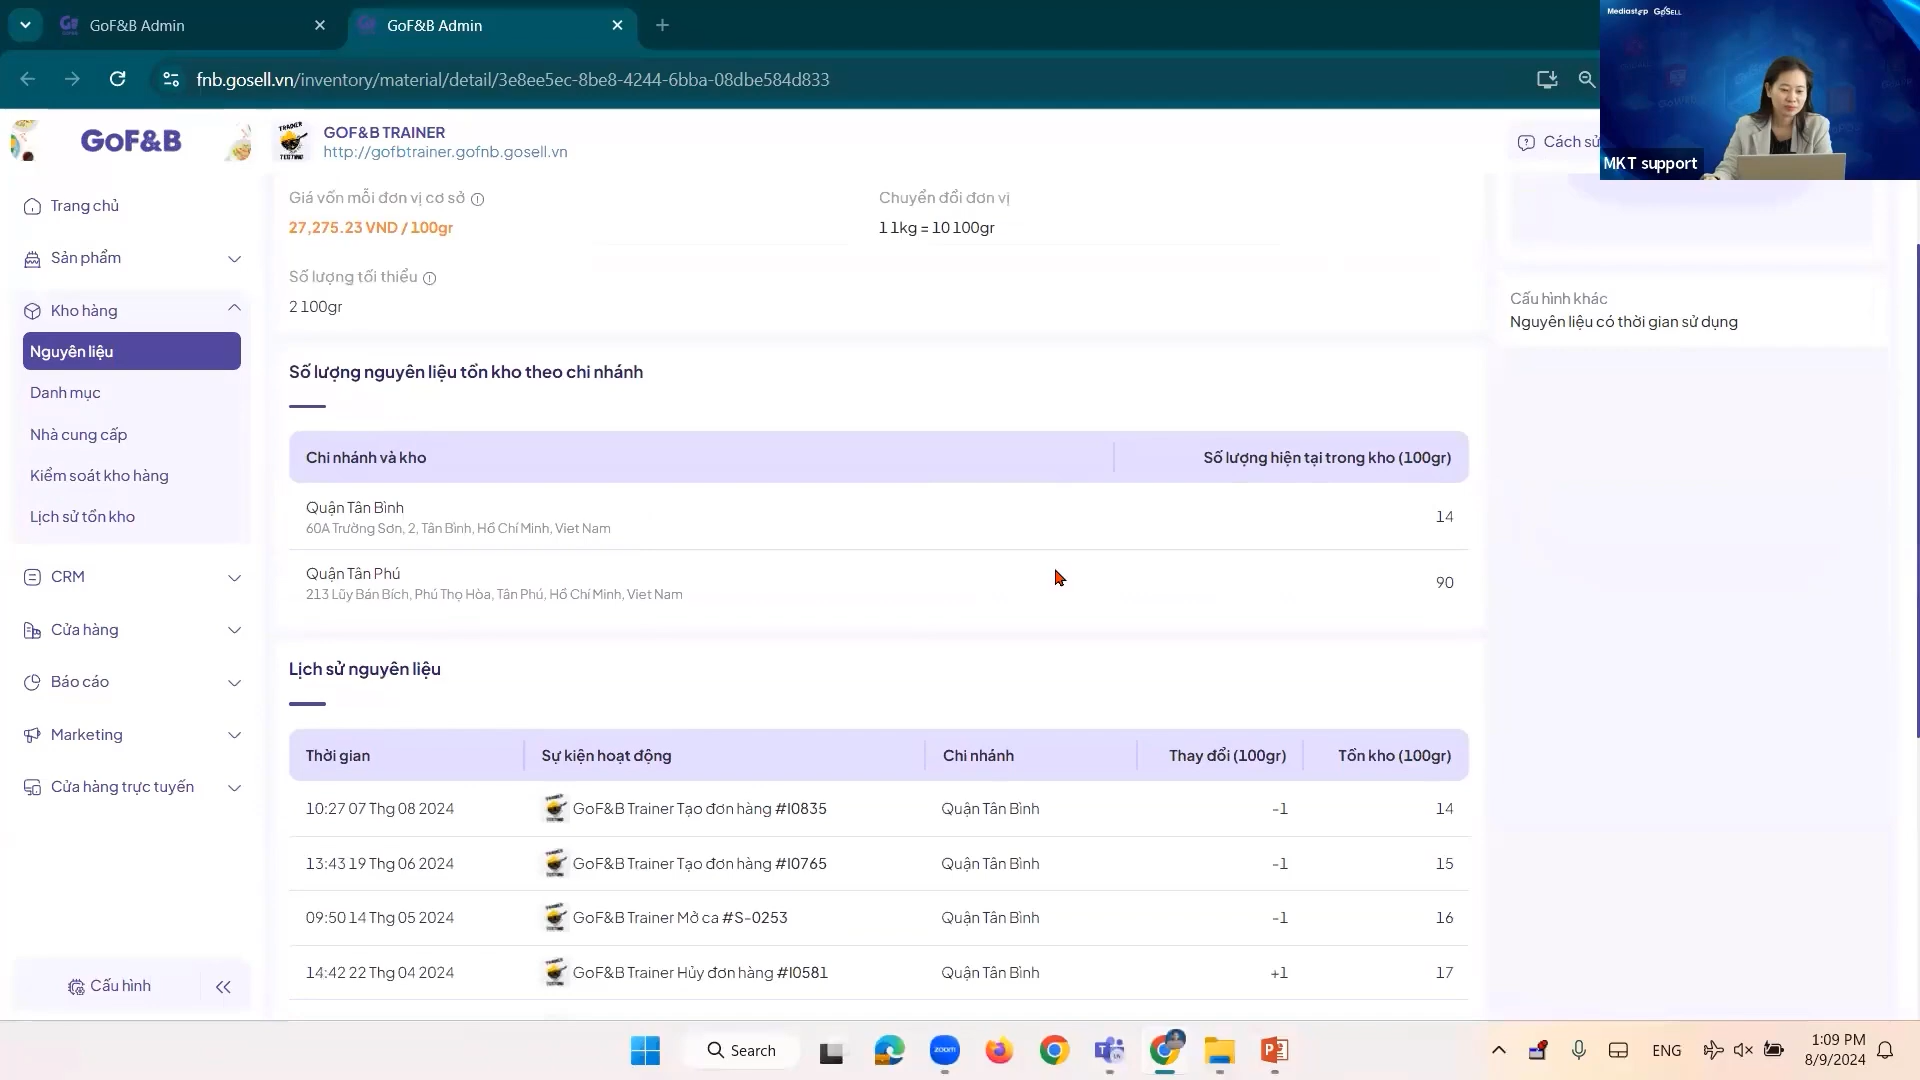 GoF&B Admin
GoF&B Admin
fnb.gosell.vn/inventory/material/detail/3e8ee5ec-8be8-4244-6bba-08dbe584d833
Mediastep GoSELL
MKT support
GoF&B
GOF&B TRAINER
http://gofbtrainer.gofnb.gosell.vn
Cách sử
Trang chủ
Sản phẩm
Kho hàng
Nguyên liệu
Danh mục
Nhà cung cấp
Kiểm soát kho hàng
Lịch sử tồn kho
CRM
Cửa hàng
Báo cáo
Marketing
Cửa hàng trực tuyến
Cấu hình
Giá vốn mỗi đơn vị cơ sở
27,275.23 VND / 100gr
Chuyển đổi đơn vị
1 1kg = 10 100gr
Số lượng tối thiểu
2 100gr
Cấu hình khác
Nguyên liệu có thời gian sử dụng
Số lượng nguyên liệu tồn kho theo chi nhánh
Chi nhánh và kho Số lượng hiện tại trong kho (100gr)
Quận Tân Bình
60A Trường Sơn, 2, Tân Bình, Hồ Chí Minh, Viet Nam
14
Quận Tân Phú
213 Lũy Bán Bích, Phú Thọ Hòa, Tân Phú, Hồ Chí Minh, Viet Nam
90
Lịch sử nguyên liệu
Thời gian Sự kiện hoạt động Chi nhánh Thay đổi (100gr) Tồn kho (100gr)
10:27 07 Thg 08 2024 GoF&B Trainer Tạo đơn hàng #I0835 Quận Tân Bình -1 14
13:43 19 Thg 06 2024 GoF&B Trainer Tạo đơn hàng #I0765 Quận Tân Bình -1 15
09:50 14 Thg 05 2024 GoF&B Trainer Mở ca #S-0253 Quận Tân Bình -1 16
14:42 22 Thg 04 2024 GoF&B Trainer Hủy đơn hàng #I0581 Quận Tân Bình +1 17
Search
zoom
ENG
1:09 PM
8/9/2024